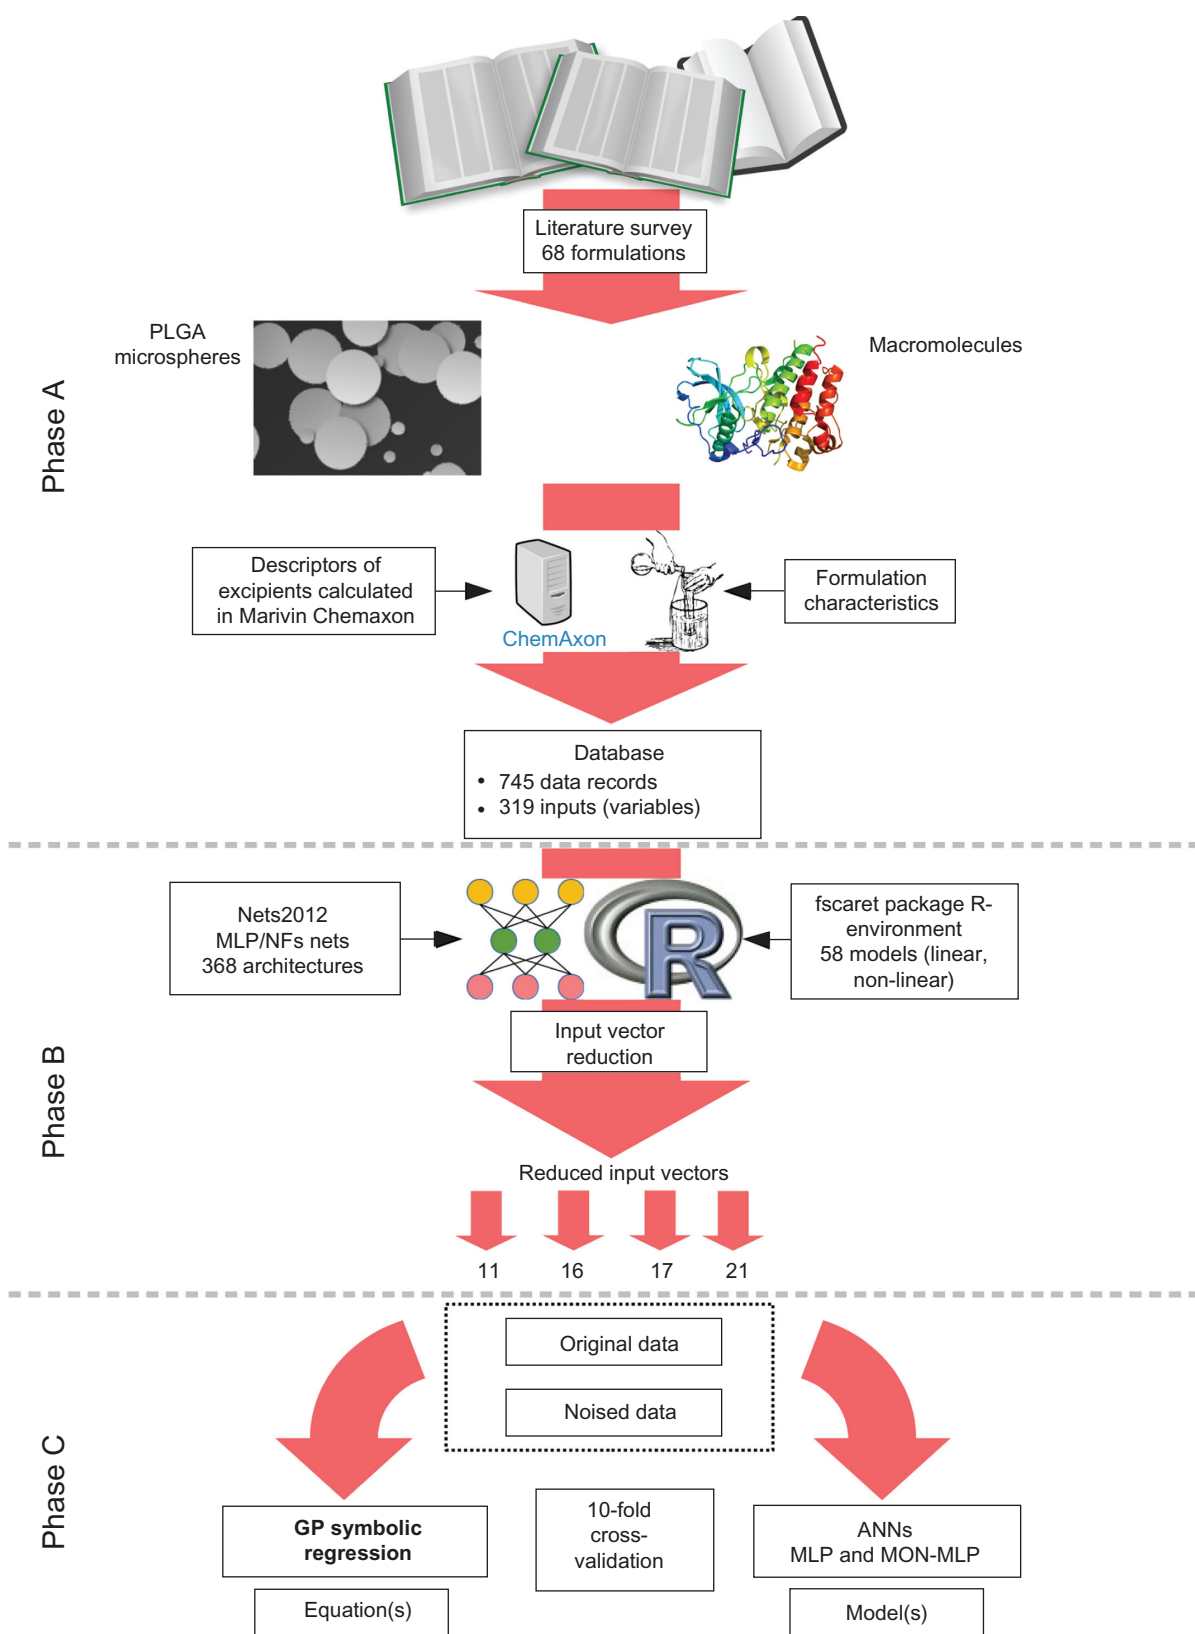 Literature survey
68 formulations
Phase A
PLGA
microspheres
Macromolecules
Descriptors of
excipients calculated
in Marivin Chemaxon
ChemAxon
Formulation
characteristics
Database
• 745 data records
• 319 inputs (variables)
Phase B
Nets2012
MLP/NFs nets
368 architectures
R
fscaret package R-
environment
58 models (linear,
non-linear)
Input vector
reduction
Reduced input vectors
11 16 17 21
Phase C
Original data
Noised data
GP symbolic
regression
10-fold
cross-
validation
ANNs
MLP and MON-MLP
Equation(s)
Model(s)